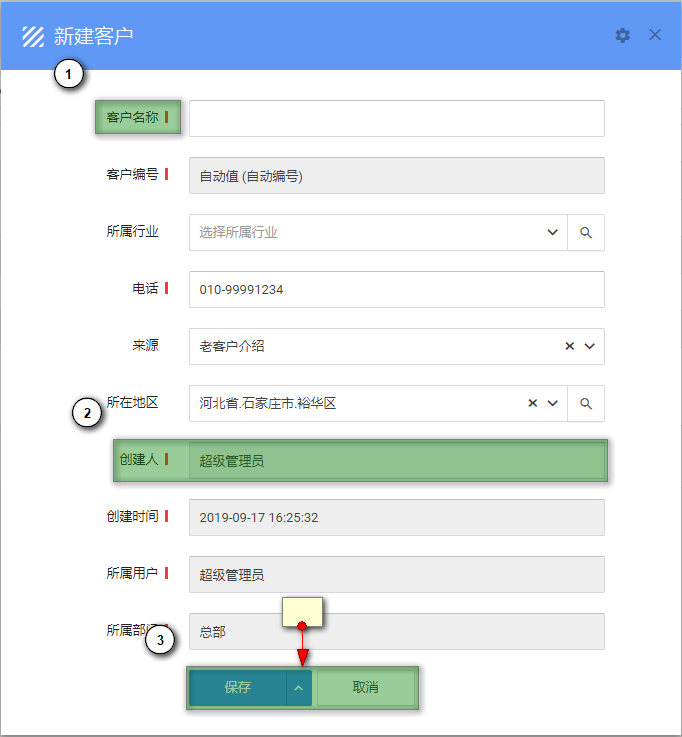 新建客户
1
客户名称
客户编号 自动值 (自动编号)
所属行业 选择所属行业
电话 010-99991234
来源 老客户介绍
2
所在地区 河北省.石家庄市.裕华区
创建人 超级管理员
创建时间 2019-09-17 16:25:32
所属用户 超级管理员
所属部 总部
3
保存 取消